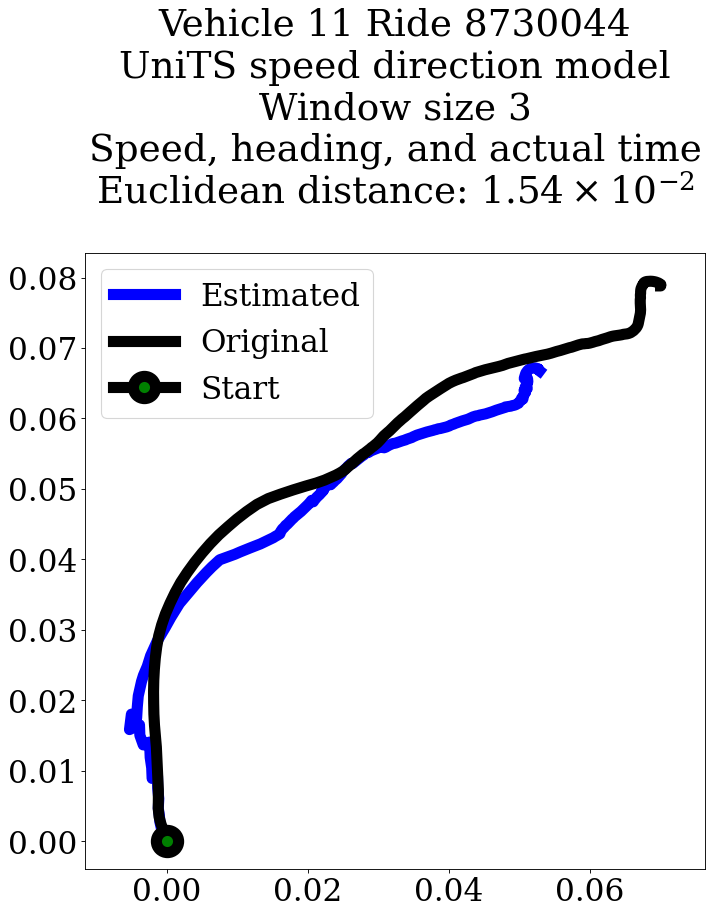 Vehicle 11 Ride 8730044
UniTS speed direction model
Window size 3
Speed, heading, and actual time
Euclidean distance: 1.54 × 10⁻²
Estimated
Original
Start
0.08
0.07
0.06
0.05
0.04
0.03
0.02
0.01
0.00
0.00 0.02 0.04 0.06